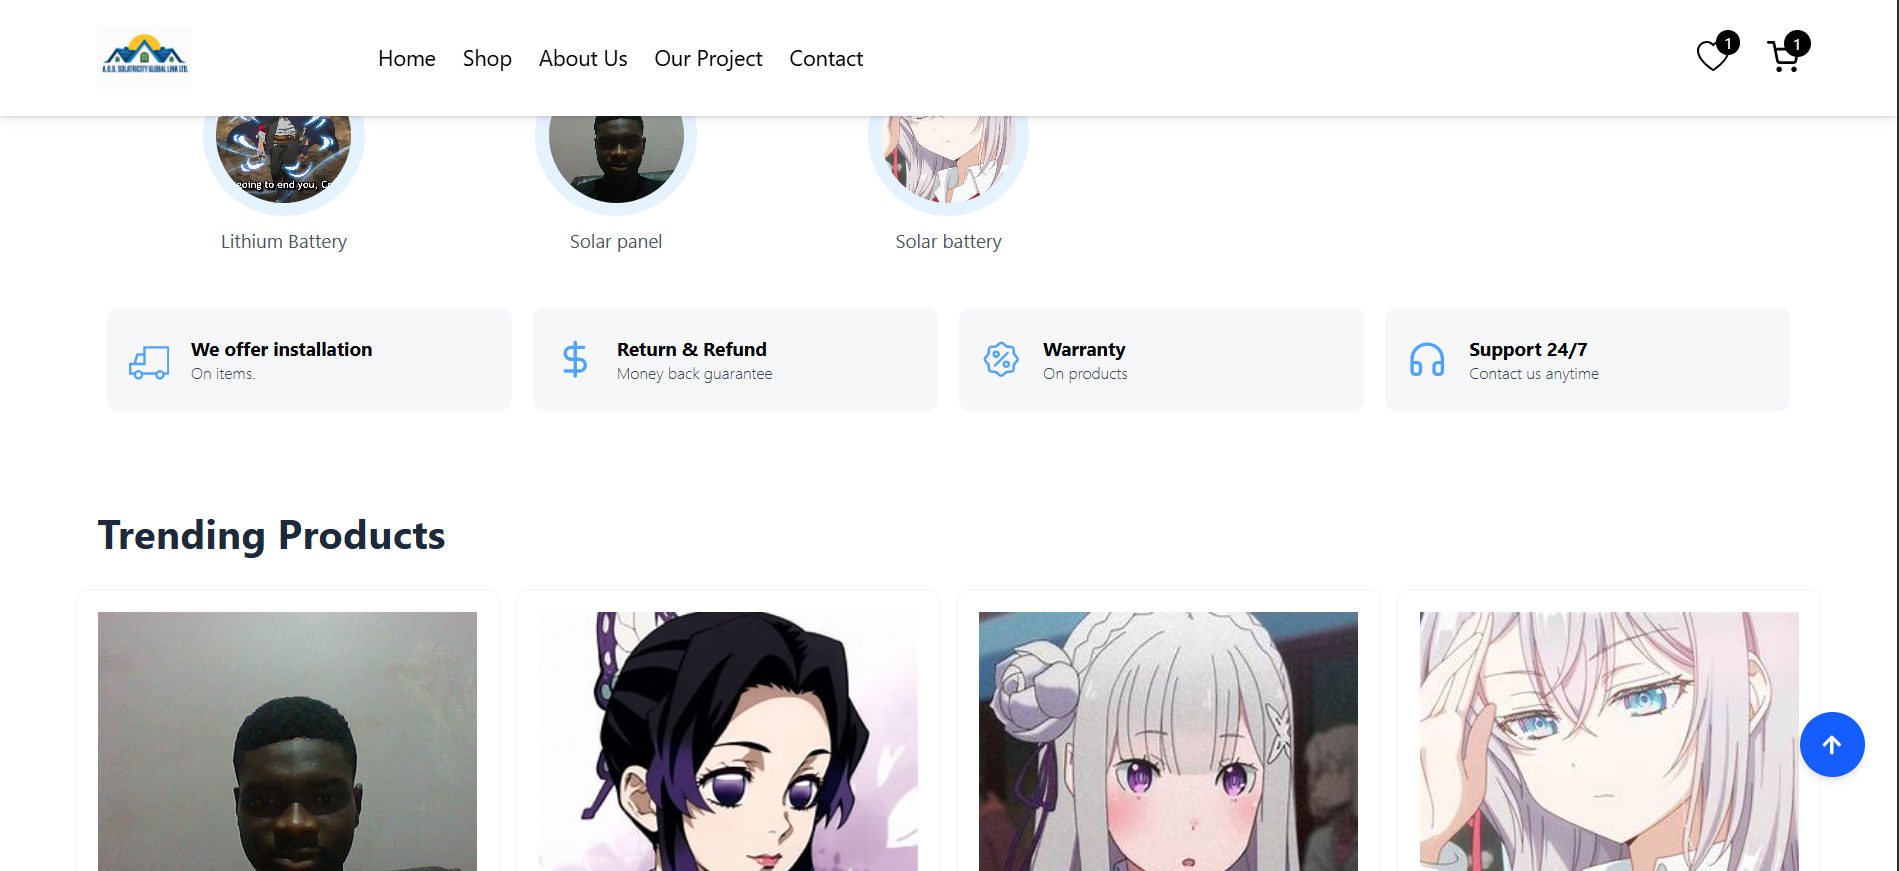 A.O.D. SOLATRICITY GLOBAL LINK LTD.
Home Shop About Us Our Project Contact
1 1
going to end you,
Lithium Battery Solar panel Solar battery
We offer installation
On items.
Return & Refund
Money back guarantee
Warranty
On products
Support 24/7
Contact us anytime
Trending Products